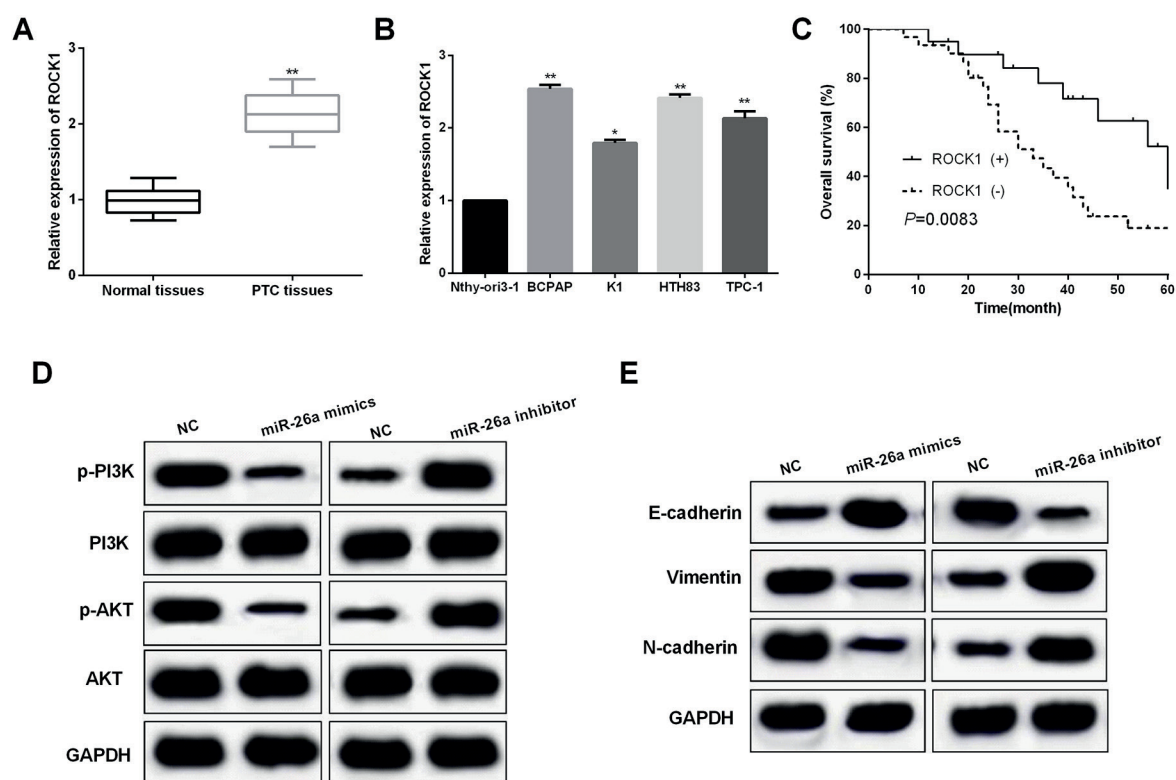 A
Relative expression of ROCK1
3
2
1
0
**
Normal tissues
PTC tissues
B
Relative expression of ROCK1
3
2
1
0
**
*
**
**
Nthy-ori3-1
BCPAP
K1
HTH83
TPC-1
C
Overall survival (%)
100
80
60
40
20
0
10
20
30
40
50
60
Time(month)
ROCK1 (+)
ROCK1 (-)
P=0.0083
D
NC
miR-26a mimics
NC
miR-26a inhibitor
p-PI3K
PI3K
p-AKT
AKT
GAPDH
E
NC
miR-26a mimics
NC
miR-26a inhibitor
E-cadherin
Vimentin
N-cadherin
GAPDH